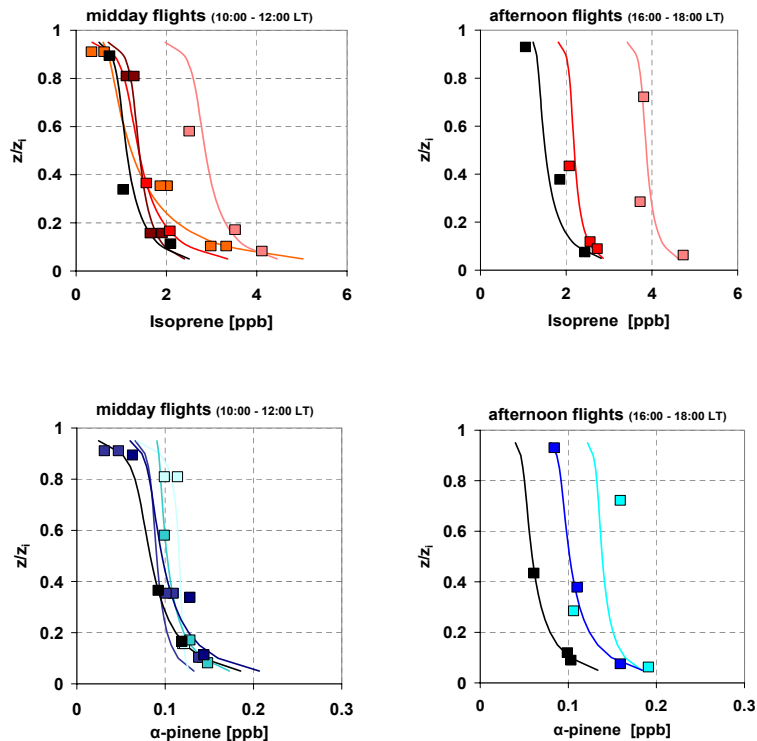 midday flights (10:00 - 12:00 LT)
afternoon flights (16:00 - 18:00 LT)
z/zi
1
0.8
0.6
0.4
0.2
0
0 2 4 6
Isoprene [ppb]
z/zi
1
0.8
0.6
0.4
0.2
0
0 2 4 6
Isoprene [ppb]
midday flights (10:00 - 12:00 LT)
afternoon flights (16:00 - 18:00 LT)
z/zi
1
0.8
0.6
0.4
0.2
0
0 0.1 0.2 0.3
α-pinene [ppb]
z/zi
1
0.8
0.6
0.4
0.2
0
0 0.1 0.2 0.3
α-pinene [ppb]